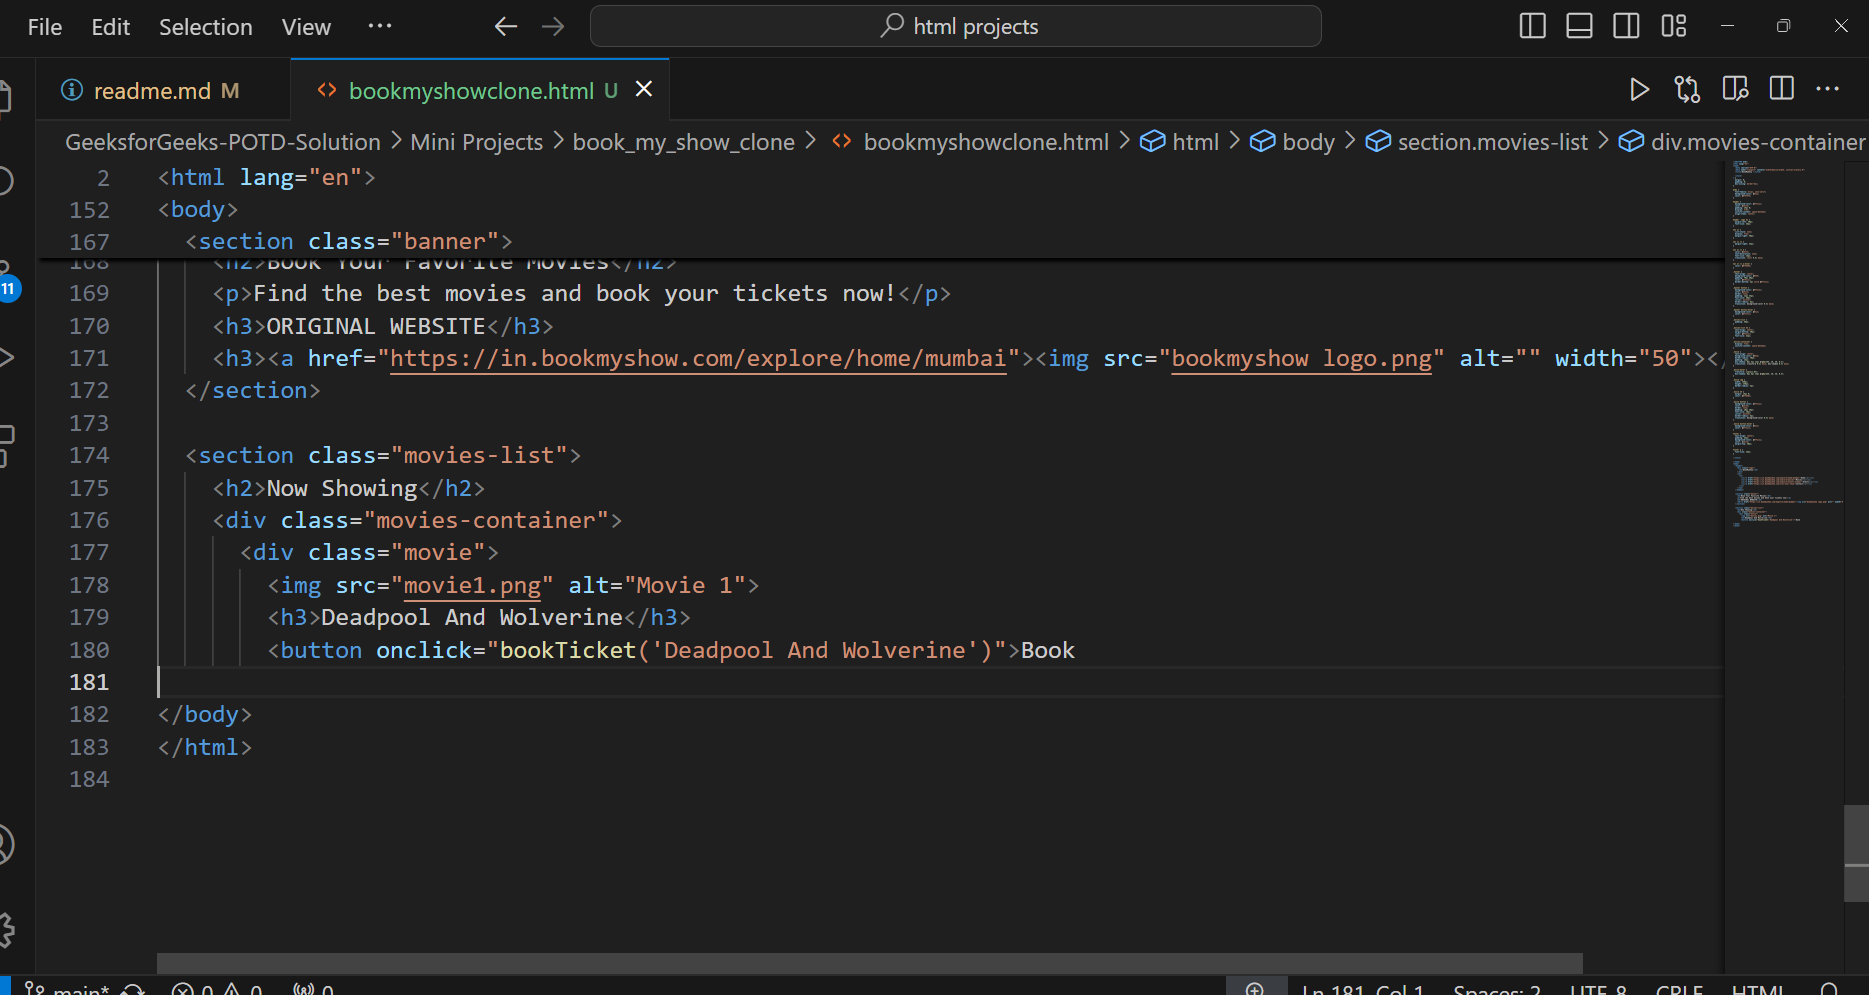 File Edit Selection View ··· html projects
readme.md M bookmyshowclone.html U
GeeksforGeeks-POTD-Solution > Mini Projects > book_my_show_clone > bookmyshowclone.html > html > body > section.movies-list > div.movies-container
2 <html lang="en">
152 <body>
167 <section class="banner">
168 <h2>Book Your Favorite Movies</h2>
169 <p>Find the best movies and book your tickets now!</p>
11
170 <h3>ORIGINAL WEBSITE</h3>
171 <h3><a href="https://in.bookmyshow.com/explore/home/mumbai"><img src="bookmyshow logo.png" alt="" width="50"></
172 </section>
173
174 <section class="movies-list">
175 <h2>Now Showing</h2>
176 <div class="movies-container">
177 <div class="movie">
178 <img src="movie1.png" alt="Movie 1">
179 <h3>Deadpool And Wolverine</h3>
180 <button onclick="bookTicket('Deadpool And Wolverine')">Book
181
182 </body>
183 </html>
184
main* 0 0 0 Ln 181, Col 1 Spaces: 2 UTF-8 CRLF HTML